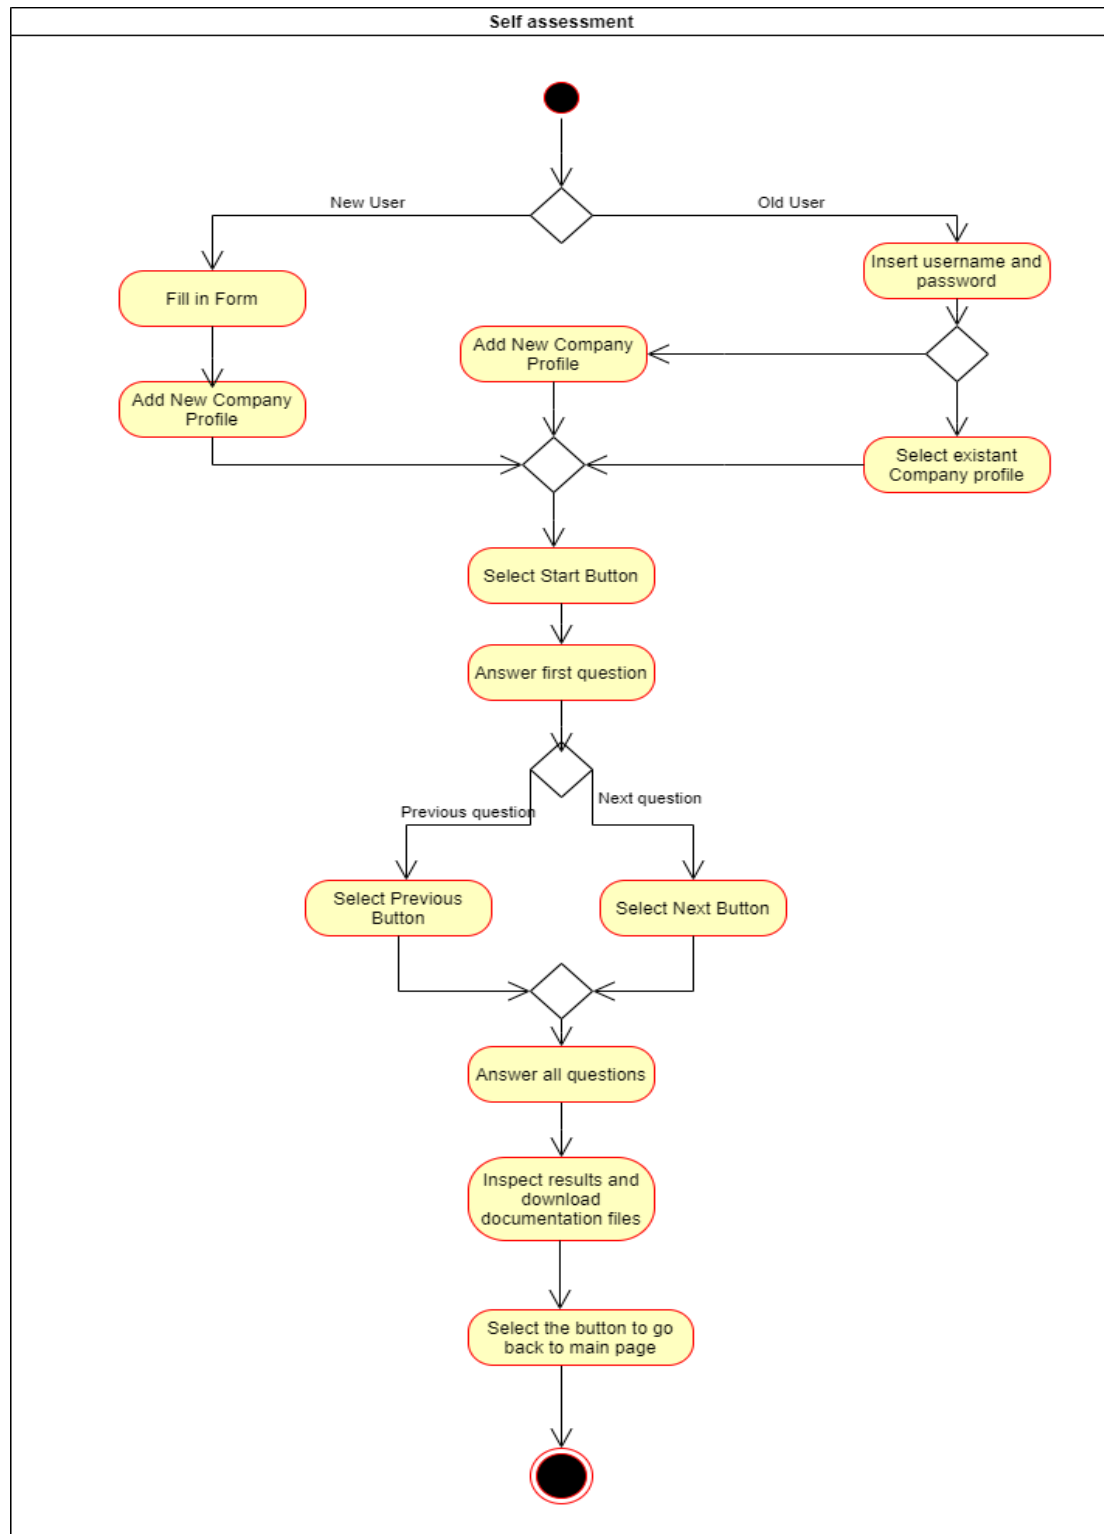 Self assessment
New User
Old User
Insert username and
password
Fill in Form
Add New Company
Profile
Add New Company
Profile
Select existant
Company profile
Select Start Button
Answer first question
Next question
Previous question
Select Previous
Button
Select Next Button
Answer all questions
Inspect results and
download
documentation files
Select the button to go
back to main page